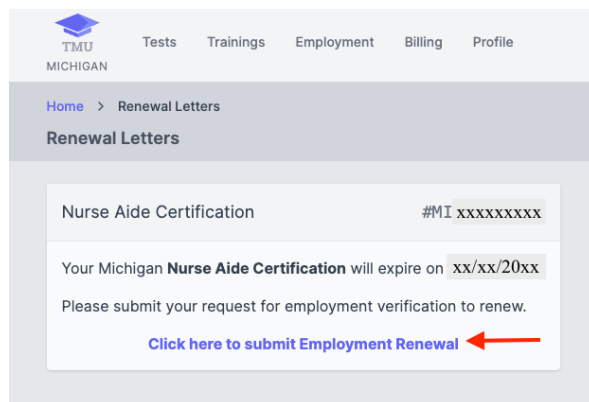 TMU
MICHIGAN
Tests Trainings Employment Billing Profile
Home > Renewal Letters
Renewal Letters
Nurse Aide Certification #MI xxxxxxxxx
Your Michigan Nurse Aide Certification will expire on xx/xx/20xx
Please submit your request for employment verification to renew.
Click here to submit Employment Renewal